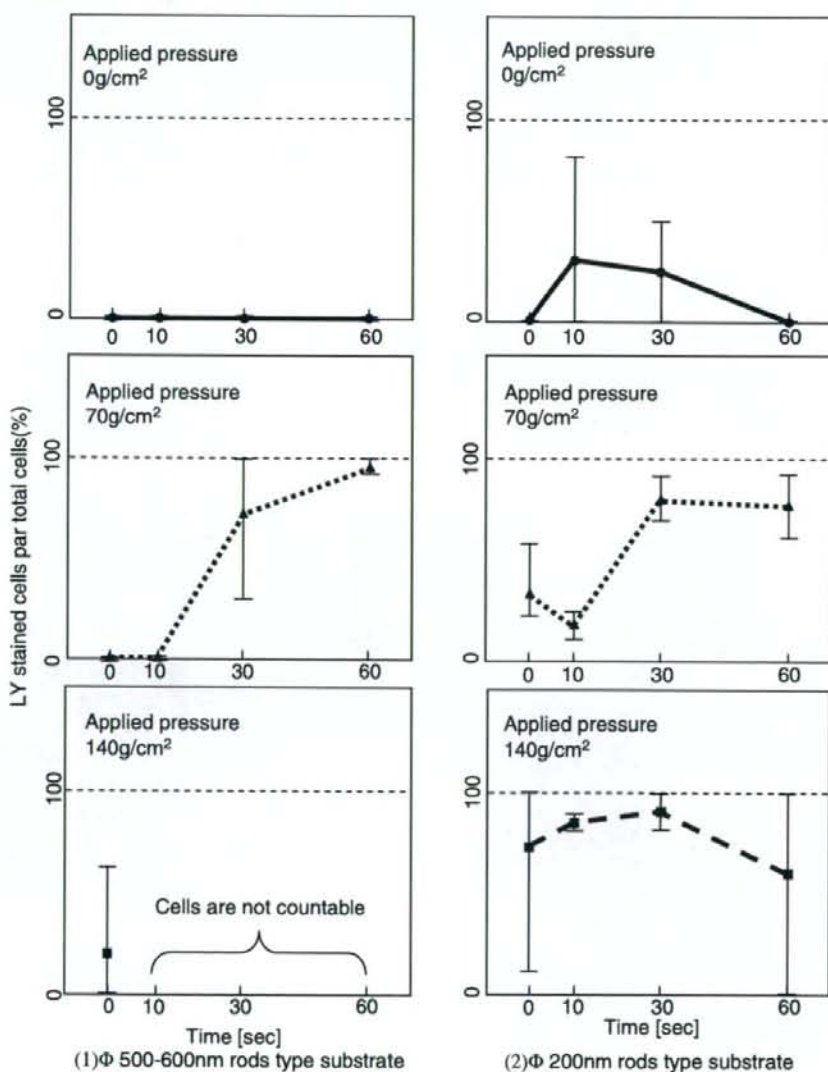 Applied pressure
0g/cm²
100
0
0 10 30 60
Applied pressure
0g/cm²
100
0
0 10 30 60
LY stained cells par total cells(%)
Applied pressure
70g/cm²
100
0
0 10 30 60
Applied pressure
70g/cm²
100
0
0 10 30 60
Applied pressure
140g/cm²
100
Cells are not countable
0
0 10 30 60
Time [sec]
(1)Φ 500-600nm rods type substrate
Applied pressure
140g/cm²
100
0
0 10 30 60
Time [sec]
(2)Φ 200nm rods type substrate